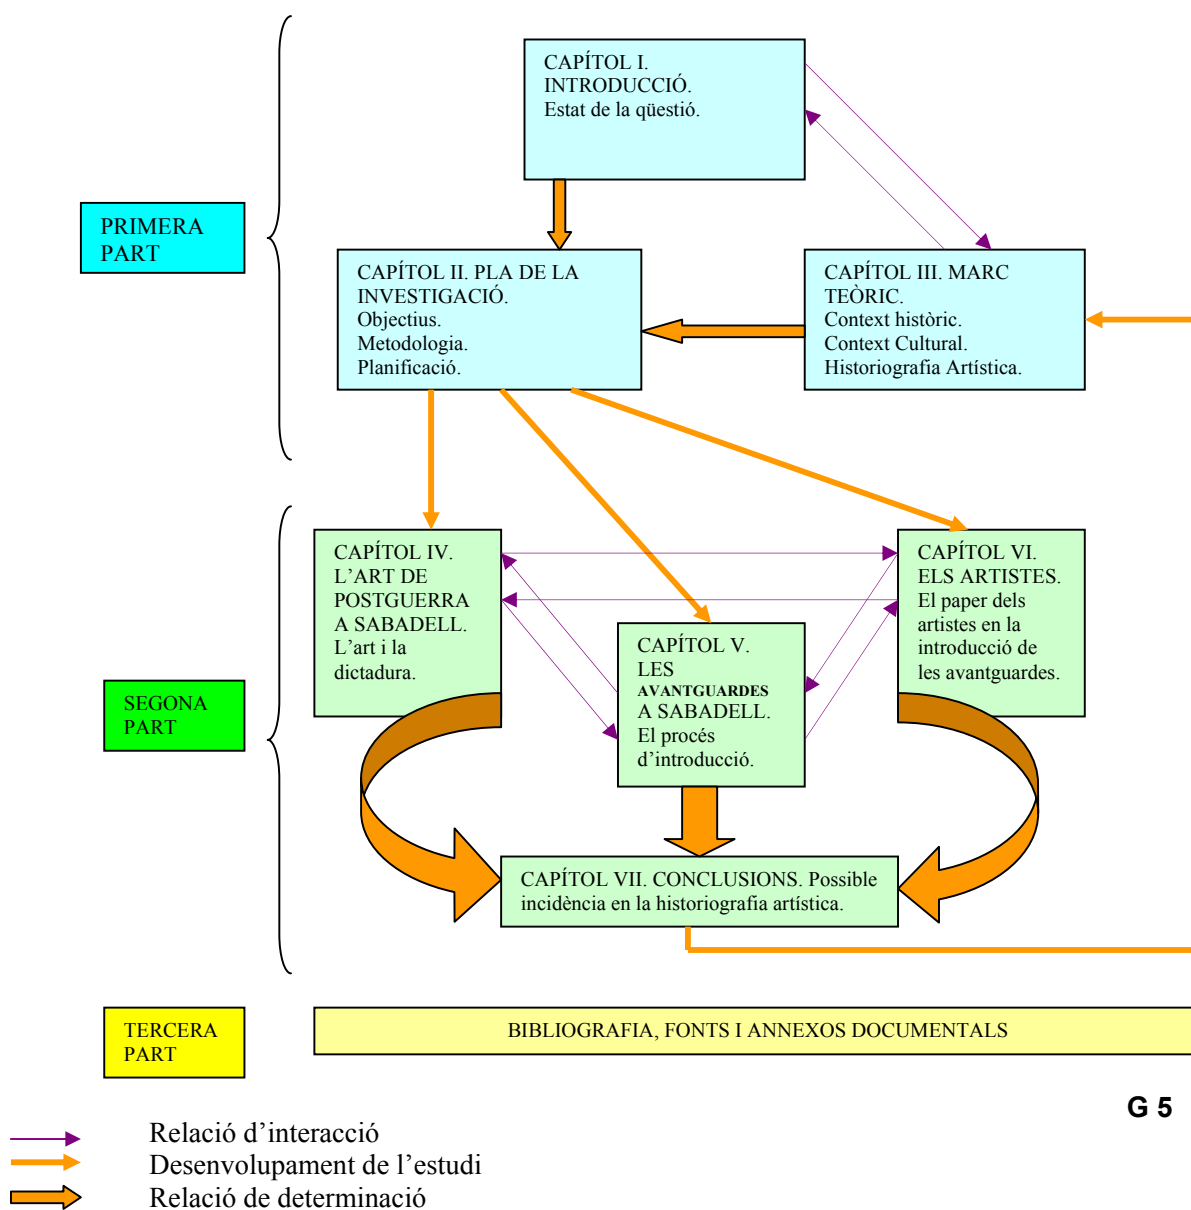 CAPÍTOL I.
INTRODUCCIÓ.
Estat de la qüestió.
PRIMERA
PART
CAPÍTOL II. PLA DE LA
INVESTIGACIÓ.
Objectius.
Metodologia.
Planificació.
CAPÍTOL III. MARC
TEÒRIC.
Context històric.
Context Cultural.
Historiografia Artística.
CAPÍTOL IV.
L’ART DE
POSTGUERRA
A SABADELL.
L’art i la
dictadura.
CAPÍTOL V.
LES
AVANTGUARDES
A SABADELL.
El procés
d’introducció.
CAPÍTOL VI.
ELS ARTISTES.
El paper dels
artistes en la
introducció de
les avantguardes.
SEGONA
PART
CAPÍTOL VII. CONCLUSIONS. Possible
incidència en la historiografia artística.
TERCERA
PART
BIBLIOGRAFIA, FONTS I ANNEXOS DOCUMENTALS
G 5
Relació d’interacció
Desenvolupament de l’estudi
Relació de determinació